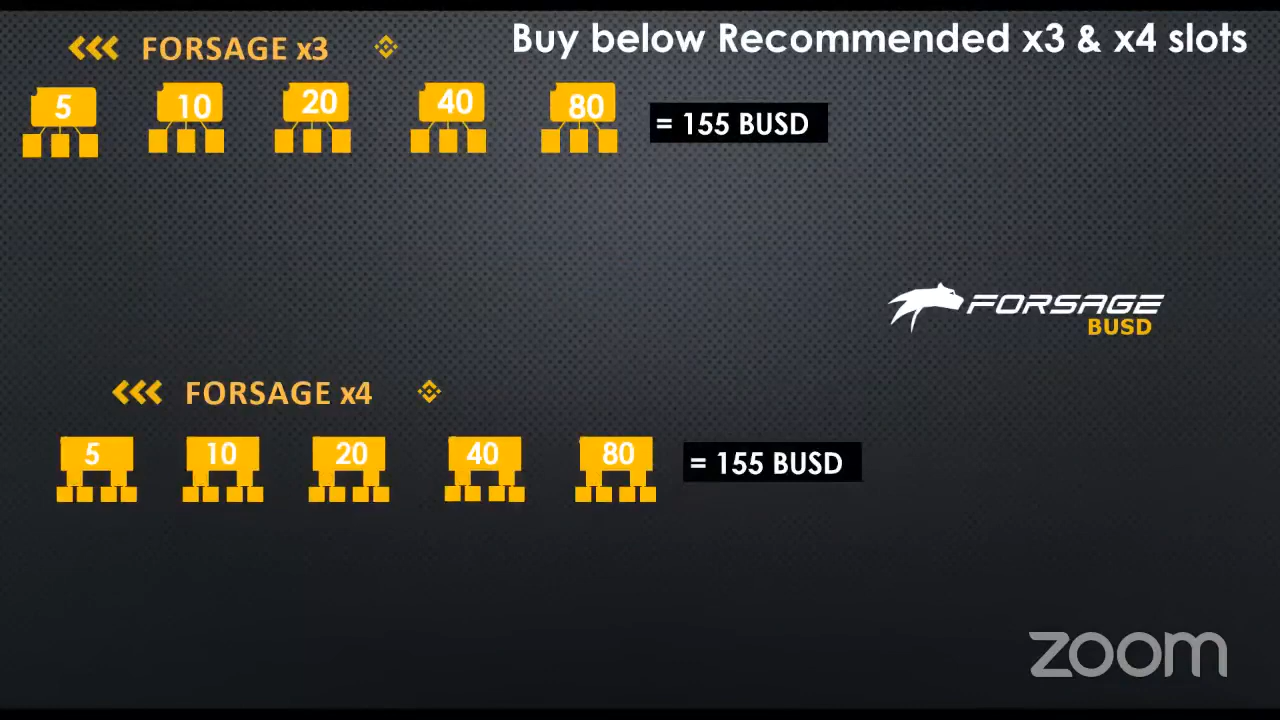 Buy below Recommended x3 & x4 slots
FORSAGE x3
5 10 20 40 80 = 155 BUSD
FORSAGE
BUSD
FORSAGE x4
5 10 20 40 80 = 155 BUSD
zoom